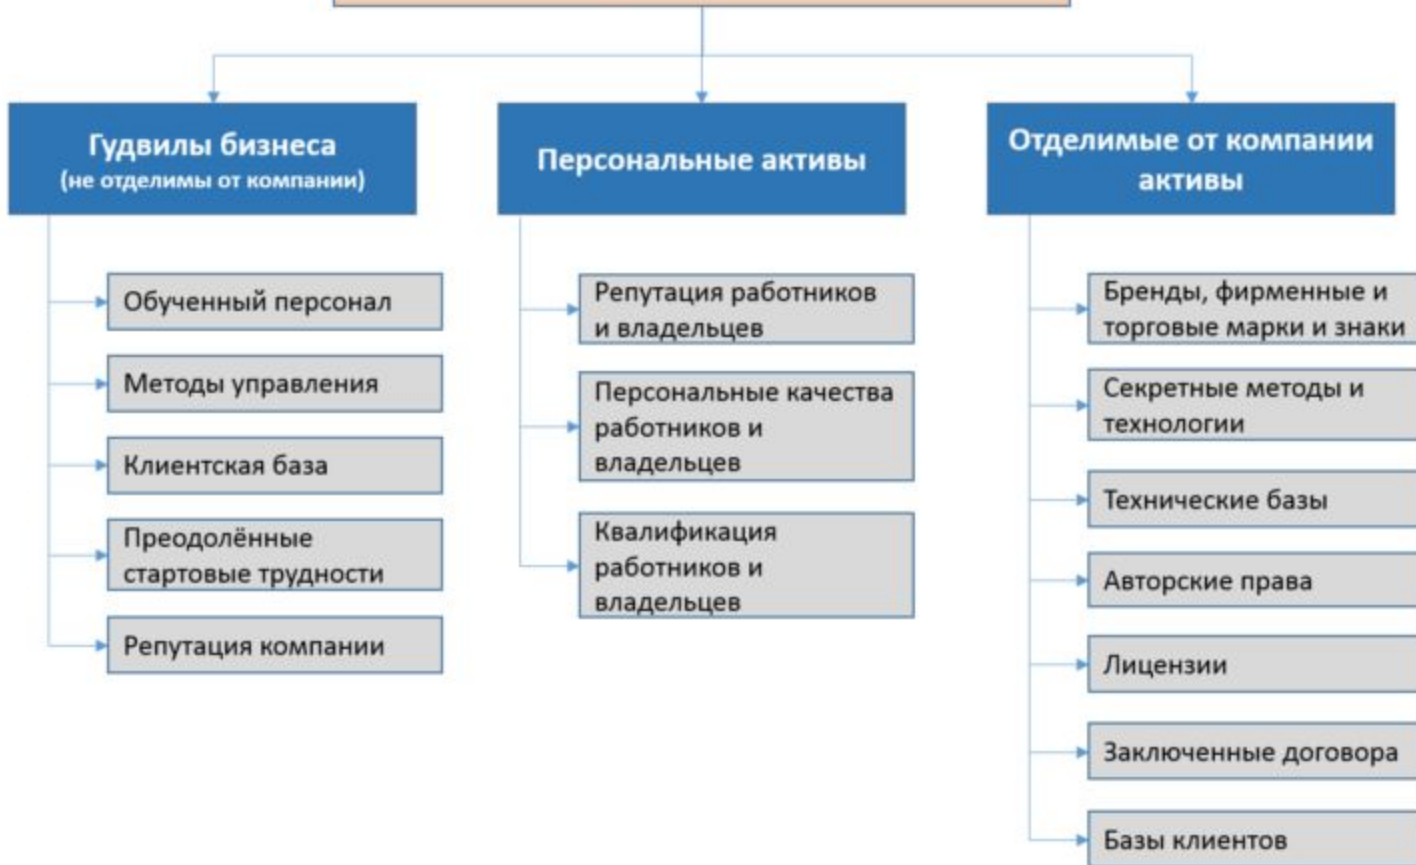 Гудвилы бизнеса
(не отделимы от компании)
Обученный персонал
Методы управления
Клиентская база
Преодолённые
стартовые трудности
Репутация компании
Персональные активы
Репутация работников
и владельцев
Персональные качества
работников и
владельцев
Квалификация
работников и
владельцев
Отделимые от компании
активы
Бренды, фирменные и
торговые марки и знаки
Секретные методы и
технологии
Технические базы
Авторские права
Лицензии
Заключенные договора
Базы клиентов